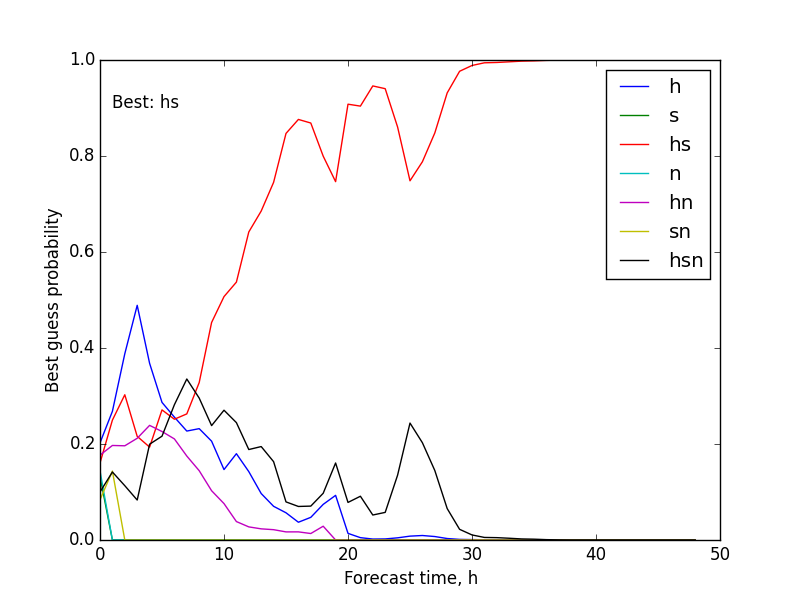 Best: hs
h
s
hs
n
hn
sn
hsn
1.0
0.8
0.6
0.4
0.2
0.0
0
10
20
30
40
50
Best guess probability
Forecast time, h